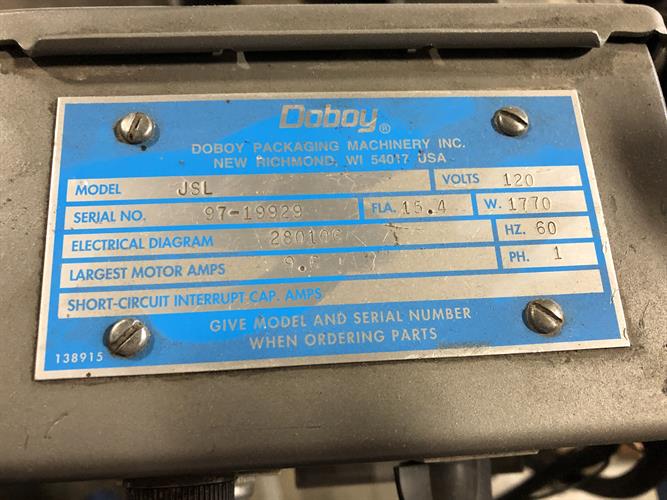 Doboy®
DOBOY PACKAGING MACHINERY INC.
NEW RICHMOND, WI 54017 USA
MODEL JSL VOLTS 120
SERIAL NO. 97-19929 FLA. 15.4 W. 1770
ELECTRICAL DIAGRAM HZ. 60
LARGEST MOTOR AMPS PH. 1
SHORT-CIRCUIT INTERRUPT CAP. AMPS
GIVE MODEL AND SERIAL NUMBER
WHEN ORDERING PARTS
138915